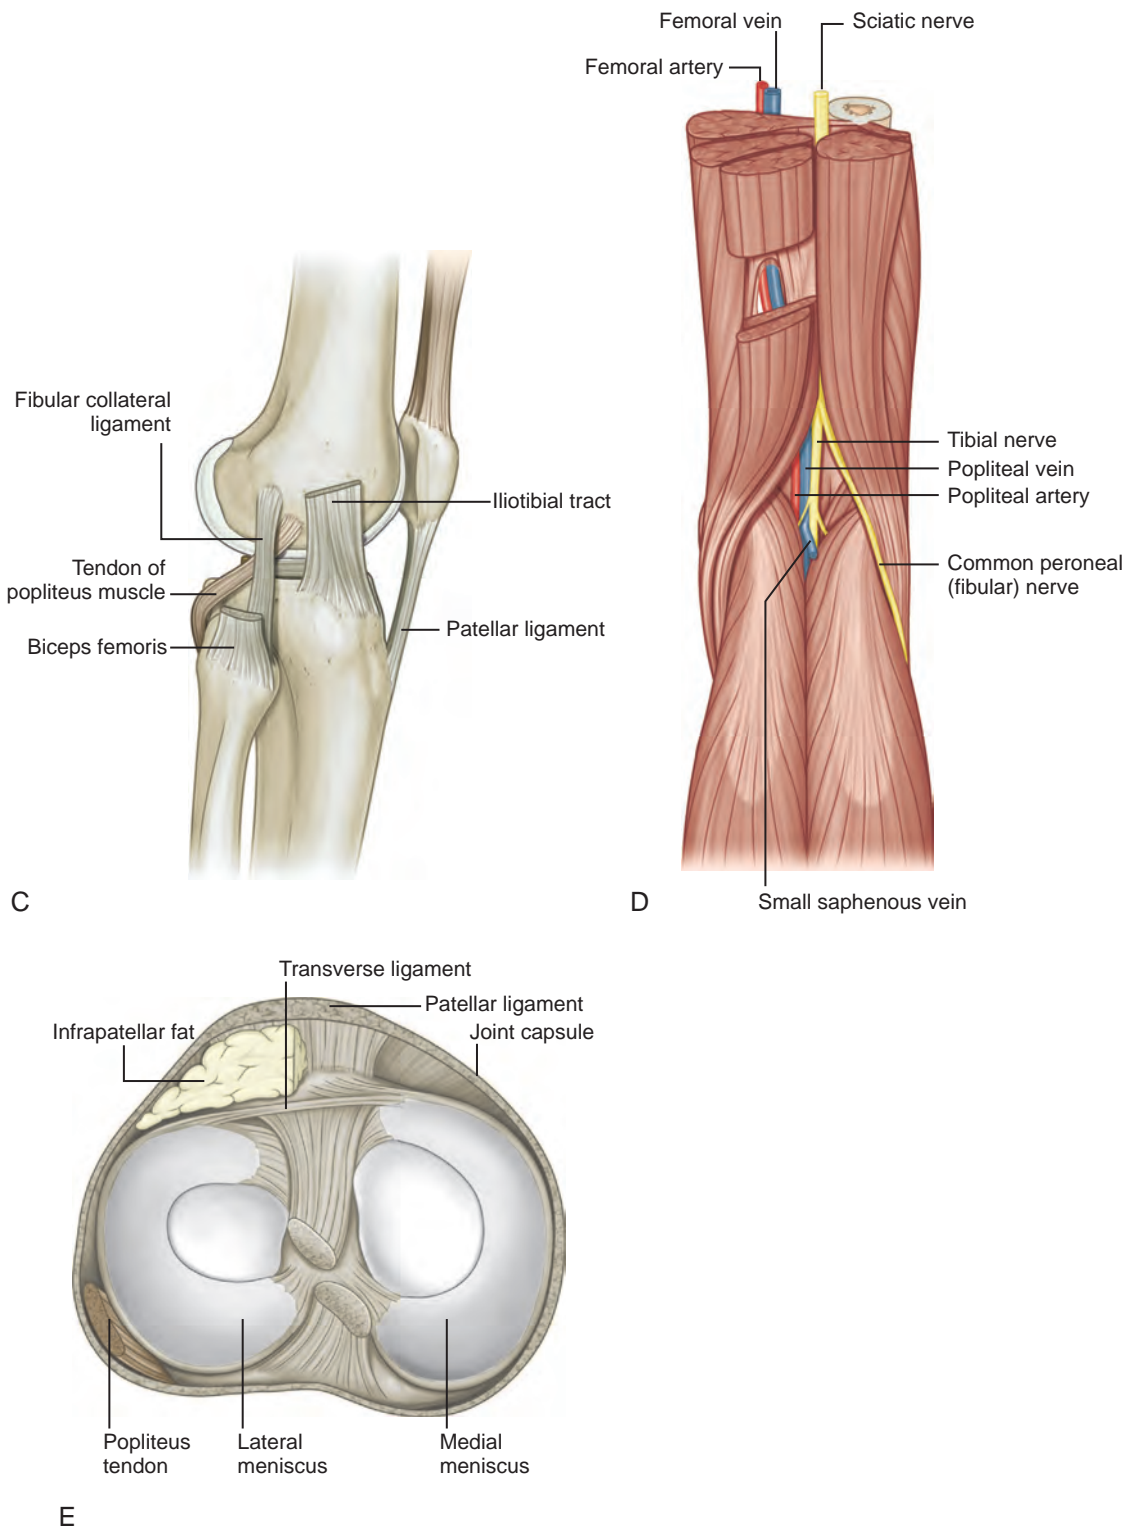 Femoral vein
Sciatic nerve
Femoral artery
Fibular collateral
ligament
Iliotibial tract
Tendon of
popliteus muscle
Biceps femoris
Patellar ligament
Tibial nerve
Popliteal vein
Popliteal artery
Common peroneal
(fibular) nerve
C
D
Small saphenous vein
Transverse ligament
Patellar ligament
Infrapatellar fat
Joint capsule
Popliteus
tendon
Lateral
meniscus
Medial
meniscus
E